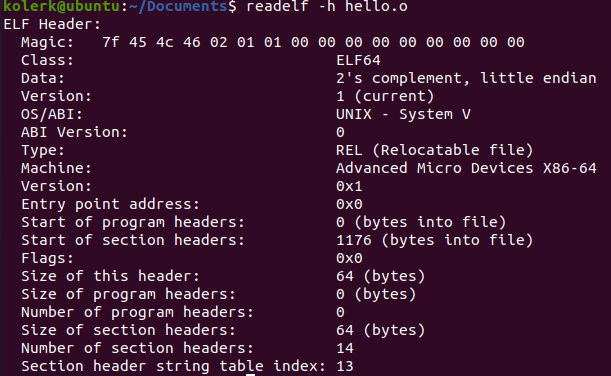 kolerk@ubuntu:~/Documents$ readelf -h hello.o
ELF Header:
  Magic:   7f 45 4c 46 02 01 01 00 00 00 00 00 00 00 00 00
  Class:                             ELF64
  Data:                              2's complement, little endian
  Version:                           1 (current)
  OS/ABI:                            UNIX - System V
  ABI Version:                       0
  Type:                              REL (Relocatable file)
  Machine:                           Advanced Micro Devices X86-64
  Version:                           0x1
  Entry point address:               0x0
  Start of program headers:          0 (bytes into file)
  Start of section headers:          1176 (bytes into file)
  Flags:                             0x0
  Size of this header:               64 (bytes)
  Size of program headers:           0 (bytes)
  Number of program headers:         0
  Size of section headers:           64 (bytes)
  Number of section headers:         14
  Section header string table index: 13